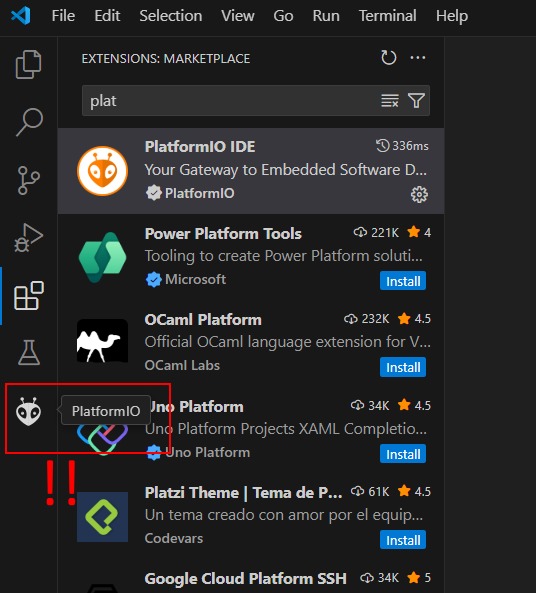 File Edit Selection View Go Run Terminal Help
EXTENSIONS: MARKETPLACE
plat
PlatformIO IDE 336ms
Your Gateway to Embedded Software D...
PlatformIO
Power Platform Tools 221K 4
Tooling to create Power Platform soluti...
Microsoft Install
OCaml Platform 232K 4.5
Official OCaml language extension for V...
OCaml Labs Install
PlatformIO
Uno Platform 34K 4.5
Uno Platform Projects XAML Completio...
Uno Platform Install
!!
Platzi Theme | Tema de P... 61K 4.5
Un tema creado con amor por el equip...
Codevars Install
Google Cloud Platform SSH 34K 5